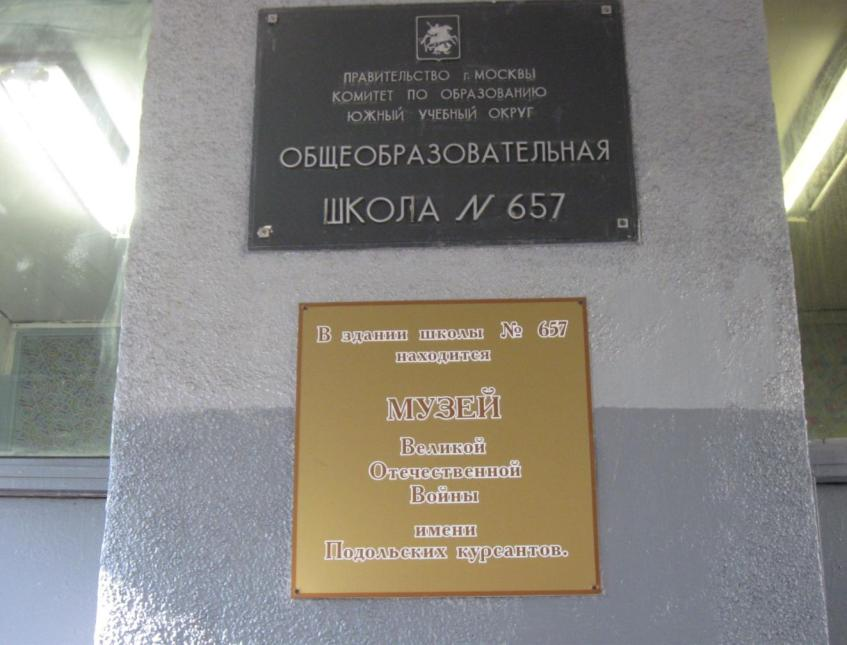 ПРАВИТЕЛЬСТВО г. МОСКВЫ
КОМИТЕТ ПО ОБРАЗОВАНИЮ
ЮЖНЫЙ УЧЕБНЫЙ ОКРУГ
ОБЩЕОБРАЗОВАТЕЛЬНАЯ
ШКОЛА N 657
В здании школы № 657
находится
МУЗЕЙ
Великой
Отечественной
Войны
имени
Подольских курсантов.